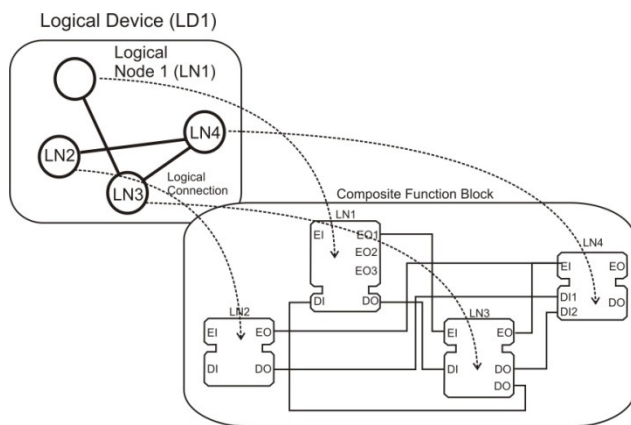 Logical Device (LD1)
Logical
Node 1 (LN1)
LN4
LN2
LN3
Logical
Connection
Composite Function Block
LN1
EI
EO1
EO2
EO3
DI
DO
LN4
EI
EO
DI1
DO
DI2
LN2
EI
EO
DI
DO
LN3
EI
EO
DI
DO
DO